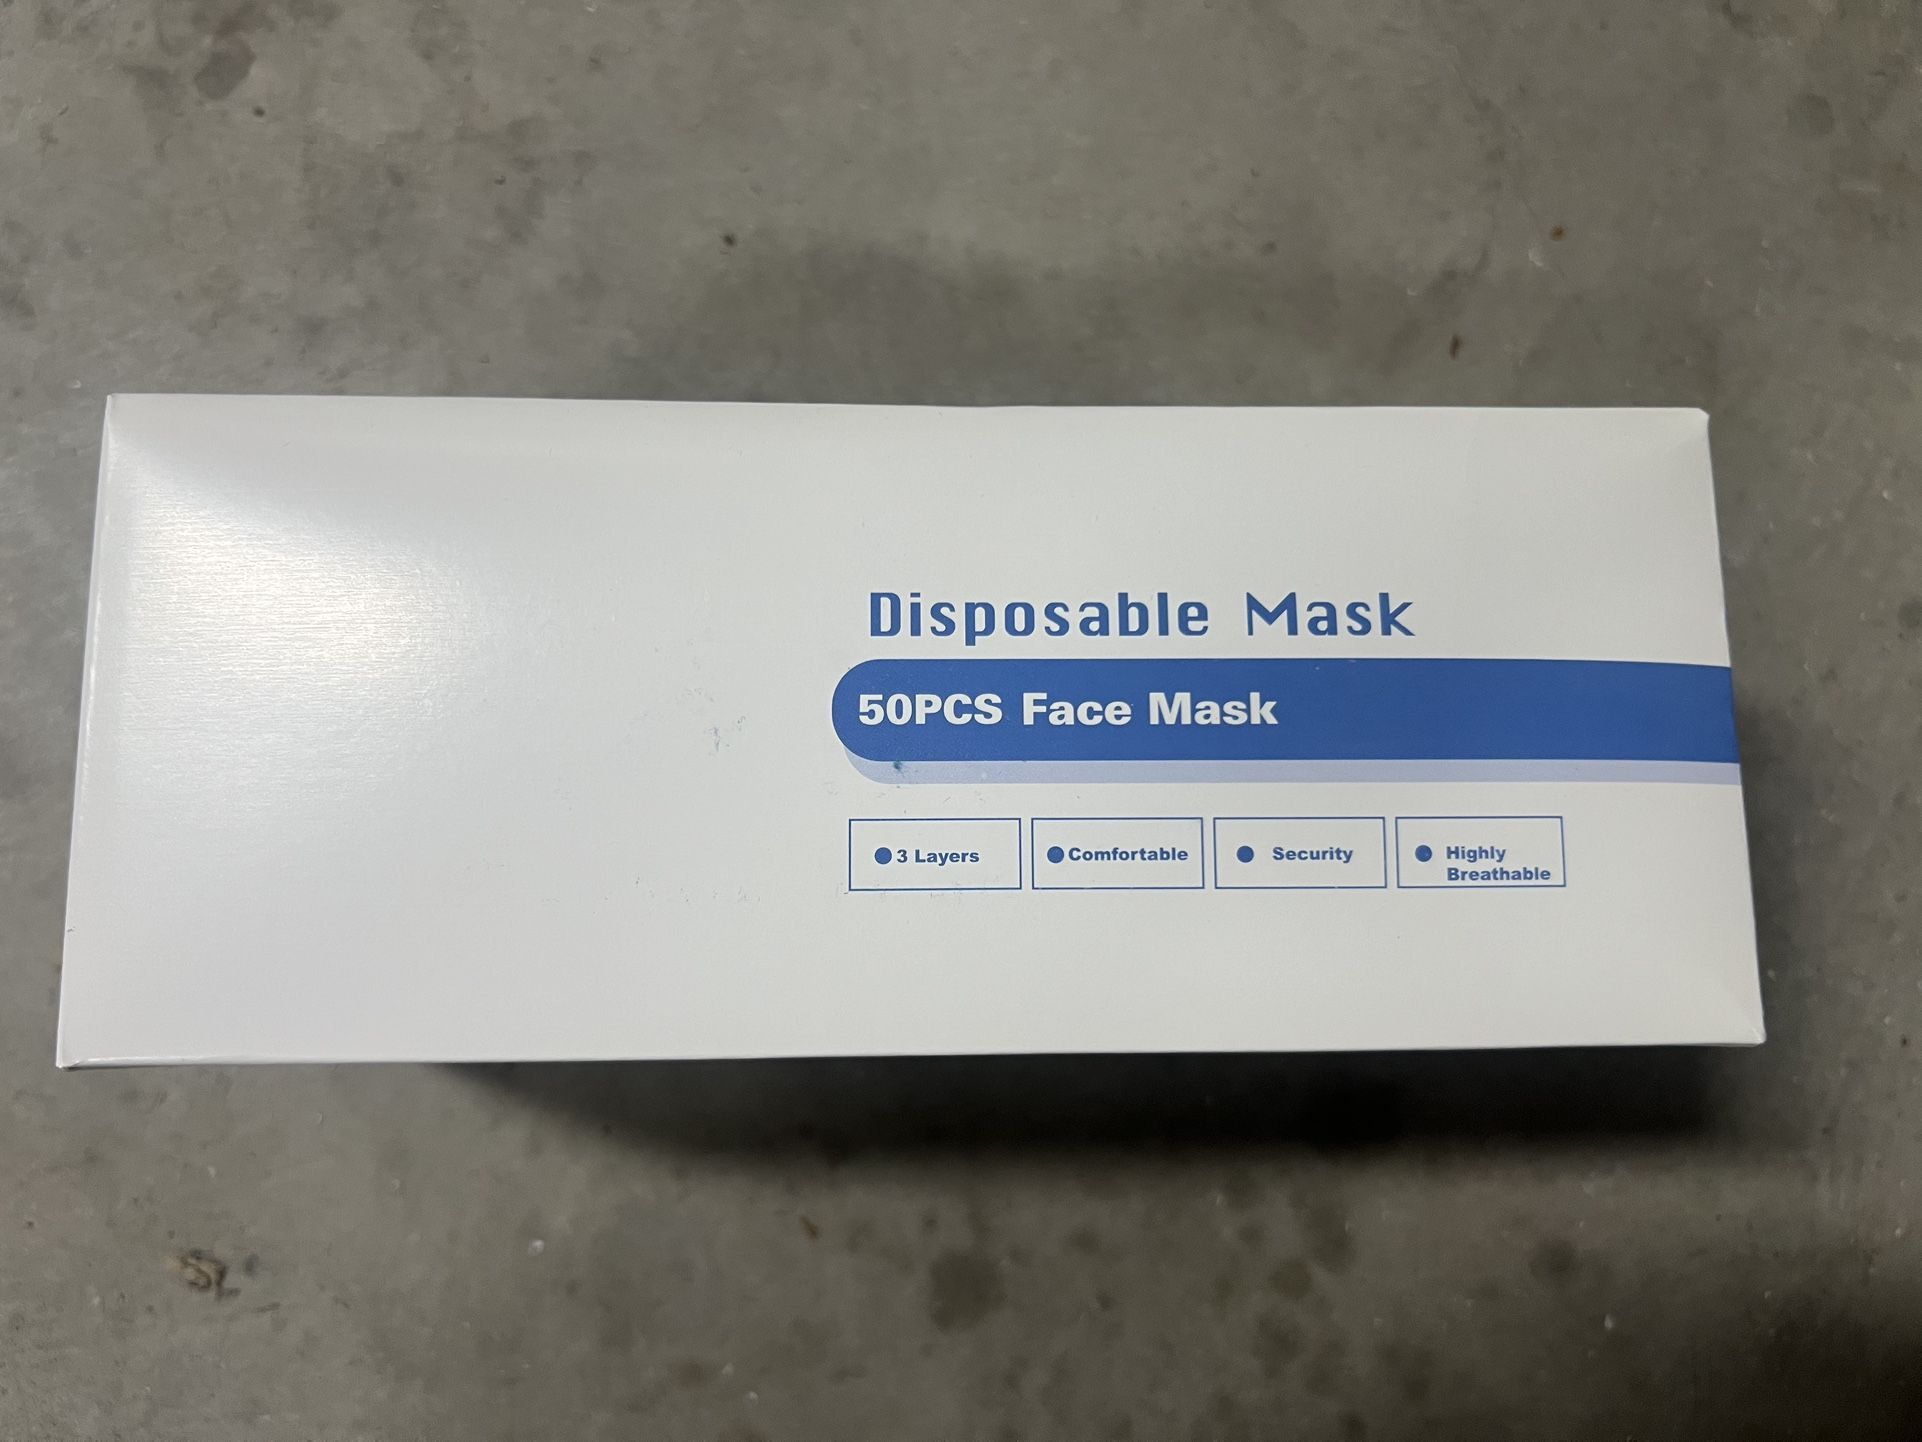 Disposable Mask
50PCS Face Mask
3 Layers
Comfortable
Security
Highly
Breathable